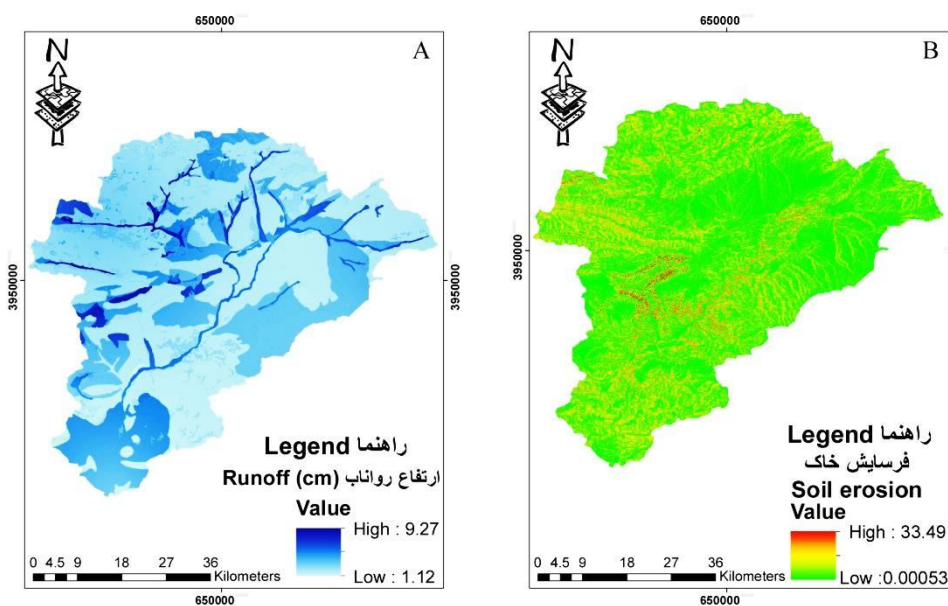 650000
A
N
3950000
3950000
Legend راهنما
Runoff (cm) ارتفاع رواناب
Value
High : 9.27
Low : 1.12
0 4.5 9 18 27 36
Kilometers
650000
650000
B
N
3950000
3950000
Legend راهنما
فرسایش خاک
Soil erosion
Value
High : 33.49
Low : 0.00053
0 4.5 9 18 27 36
Kilometers
650000